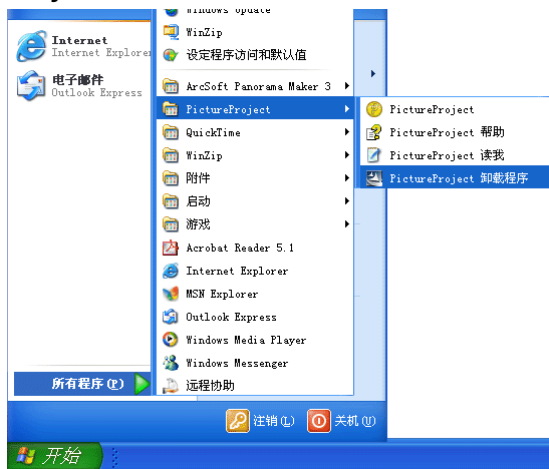 Internet
Internet Explorer
电子邮件
Outlook Express
所有程序(P)
Windows Update
WinZip
设定程序访问和默认值
ArcSoft Panorama Maker 3
PictureProject
QuickTime
WinZip
附件
启动
游戏
Acrobat Reader 5.1
Internet Explorer
MSN Explorer
Outlook Express
Windows Media Player
Windows Messenger
远程协助
PictureProject
PictureProject 帮助
PictureProject 读我
PictureProject 卸载程序
注销(L) 关机(U)
开始